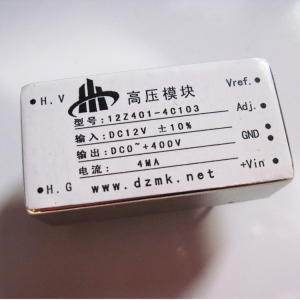 H.V
高压模块
Vref.
型号:12Z401-4C103
Adj.
输入:DC12V ±10%
GND
输出:DC0~+400V
电流: 4MA
+Vin
H.G
www.dzmk.net